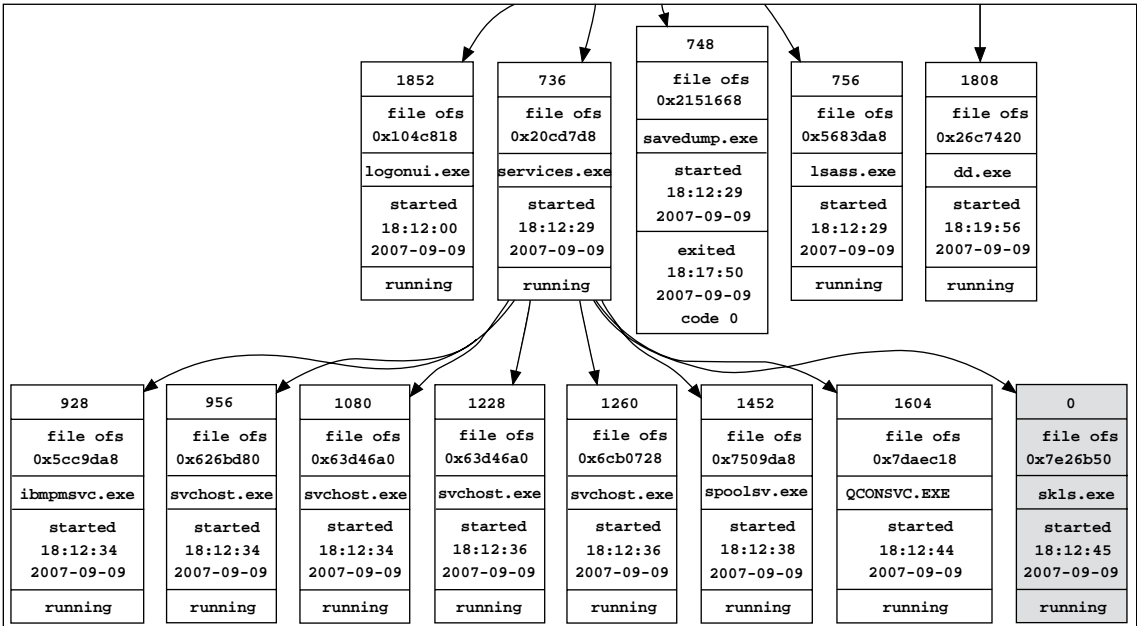 1852
file ofs
0x104c818
logonui.exe
started
18:12:00
2007-09-09
running
736
file ofs
0x20cd7d8
services.exe
started
18:12:29
2007-09-09
running
748
file ofs
0x2151668
savedump.exe
started
18:12:29
2007-09-09
exited
18:17:50
2007-09-09
code 0
756
file ofs
0x5683da8
lsass.exe
started
18:12:29
2007-09-09
running
1808
file ofs
0x26c7420
dd.exe
started
18:19:56
2007-09-09
running
928
file ofs
0x5cc9da8
ibmpmsvc.exe
started
18:12:34
2007-09-09
running
956
file ofs
0x626bd80
svchost.exe
started
18:12:34
2007-09-09
running
1080
file ofs
0x63d46a0
svchost.exe
started
18:12:34
2007-09-09
running
1228
file ofs
0x63d46a0
svchost.exe
started
18:12:36
2007-09-09
running
1260
file ofs
0x6cb0728
svchost.exe
started
18:12:36
2007-09-09
running
1452
file ofs
0x7509da8
spoolsv.exe
started
18:12:38
2007-09-09
running
1604
file ofs
0x7daec18
QCONSVC.EXE
started
18:12:44
2007-09-09
running
0
file ofs
0x7e26b50
skls.exe
started
18:12:45
2007-09-09
running